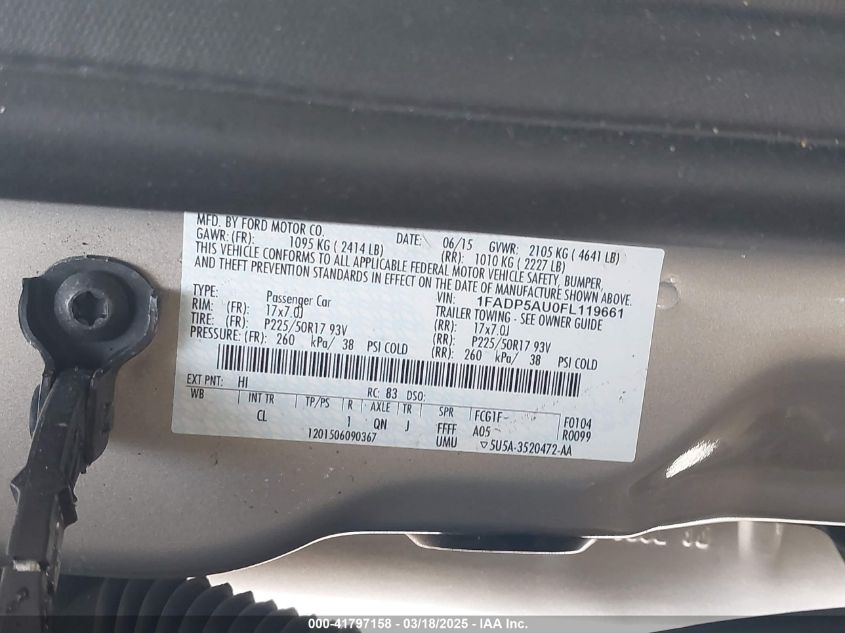 MFD. BY FORD MOTOR CO.
DATE: 06/15 GVWR: 2105 KG ( 4641 LB)
GAWR: (FR): 1095 KG ( 2414 LB) (RR): 1010 KG ( 2227 LB)
THIS VEHICLE CONFORMS TO ALL APPLICABLE FEDERAL MOTOR VEHICLE SAFETY, BUMPER,
AND THEFT PREVENTION STANDARDS IN EFFECT ON THE DATE OF MANUFACTURE SHOWN ABOVE.
VIN: 1FADP5AU0FL119661
TYPE: Passenger Car TRAILER TOWING - SEE OWNER GUIDE
RIM: (FR): 17x7.0J (RR): 17x7.0J
TIRE: (FR): P225/50R17 93V (RR): P225/50R17 93V
PRESSURE: (FR): 260 kPa/ 38 PSI COLD (RR): 260 kPa/ 38 PSI COLD
EXT PNT: HI RC: 83 DSO:
WB INT TR TP/PS R AXLE TR SPR FCG1F- F0104
CL 1 QN J FFFF A05- R0099
1201506090367 UMU ▽5U5A-3520472-AA
000-41797158 - 03/18/2025 - IAA Inc.